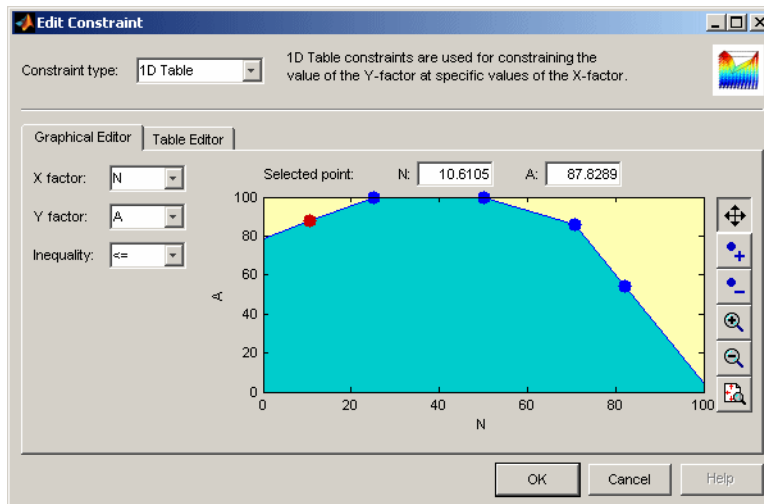 Edit Constraint
Constraint type: 1D Table
1D Table constraints are used for constraining the
value of the Y-factor at specific values of the X-factor.
Graphical Editor Table Editor
X factor: N
Y factor: A
Inequality: <=
Selected point: N: 10.6105 A: 87.8289
100
80
60
40
20
0
A
0 20 40 60 80 100
N
OK Cancel Help